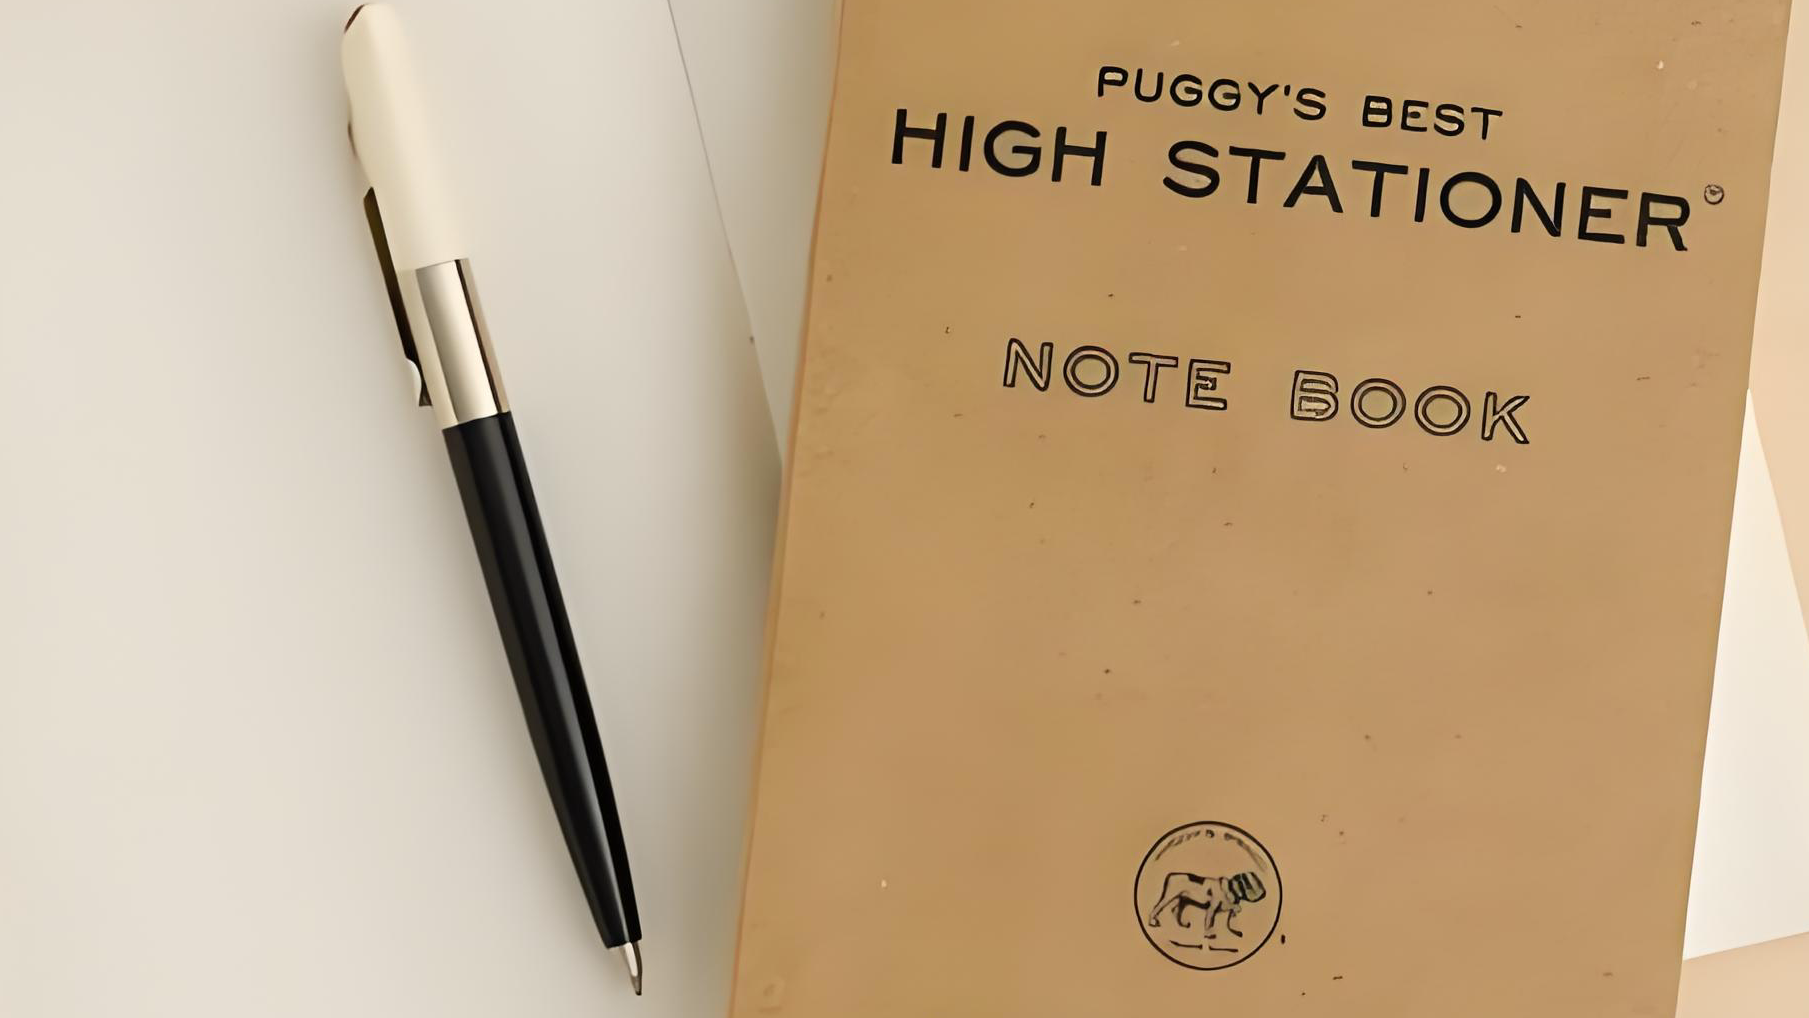 PUGGY'S BEST
HIGH STATIONER
NOTE BOOK